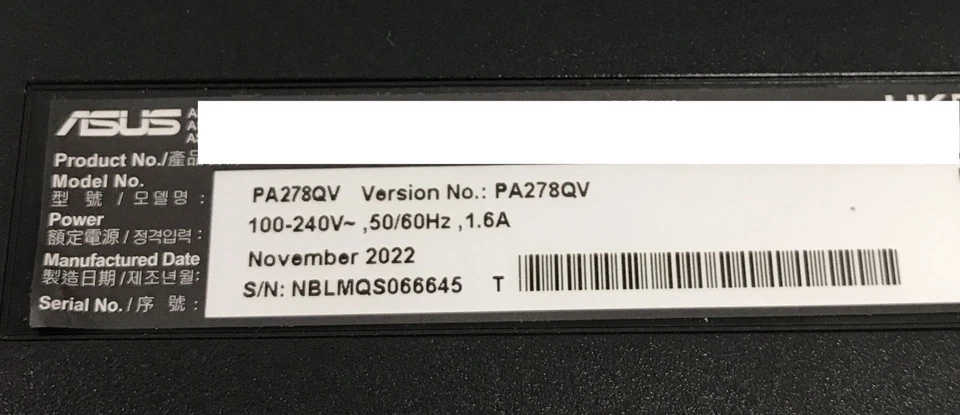 ASUS
Product No./產品
Model No.
型 號 / 모델명 : PA278QV Version No.: PA278QV
Power
額定電源 / 정격입력 : 100-240V~ ,50/60Hz ,1.6A
Manufactured Date November 2022
製造日期 / 제조년월:
Serial No. / 序 號 : S/N: NBLMQS066645 T